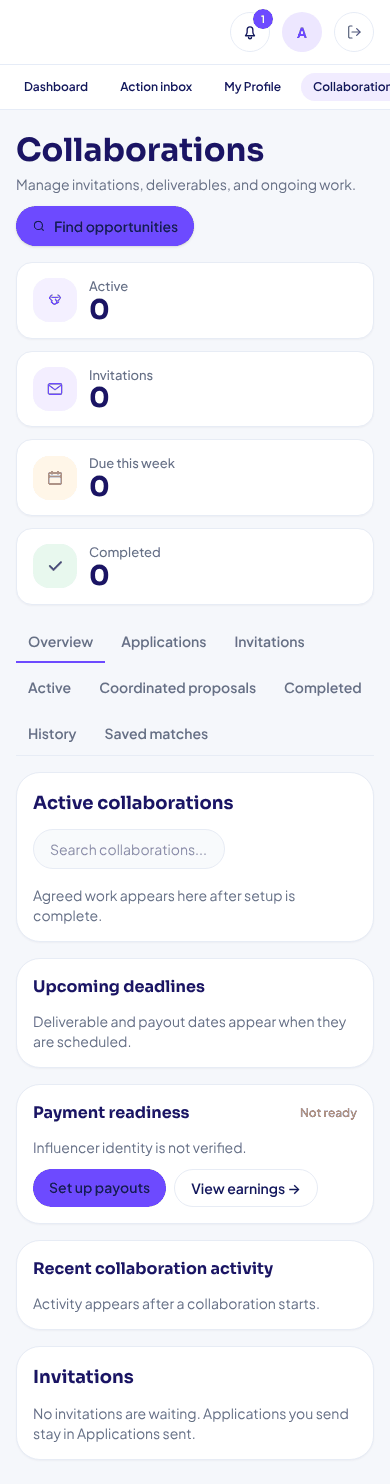 1
A
Dashboard Action inbox My Profile Collaboration
Collaborations
Manage invitations, deliverables, and ongoing work.
Find opportunities
Active
0
Invitations
0
Due this week
0
Completed
0
Overview Applications Invitations
Active Coordinated proposals Completed
History Saved matches
Active collaborations
Search collaborations...
Agreed work appears here after setup is
complete.
Upcoming deadlines
Deliverable and payout dates appear when they
are scheduled.
Payment readiness Not ready
Influencer identity is not verified.
Set up payouts View earnings →
Recent collaboration activity
Activity appears after a collaboration starts.
Invitations
No invitations are waiting. Applications you send
stay in Applications sent.